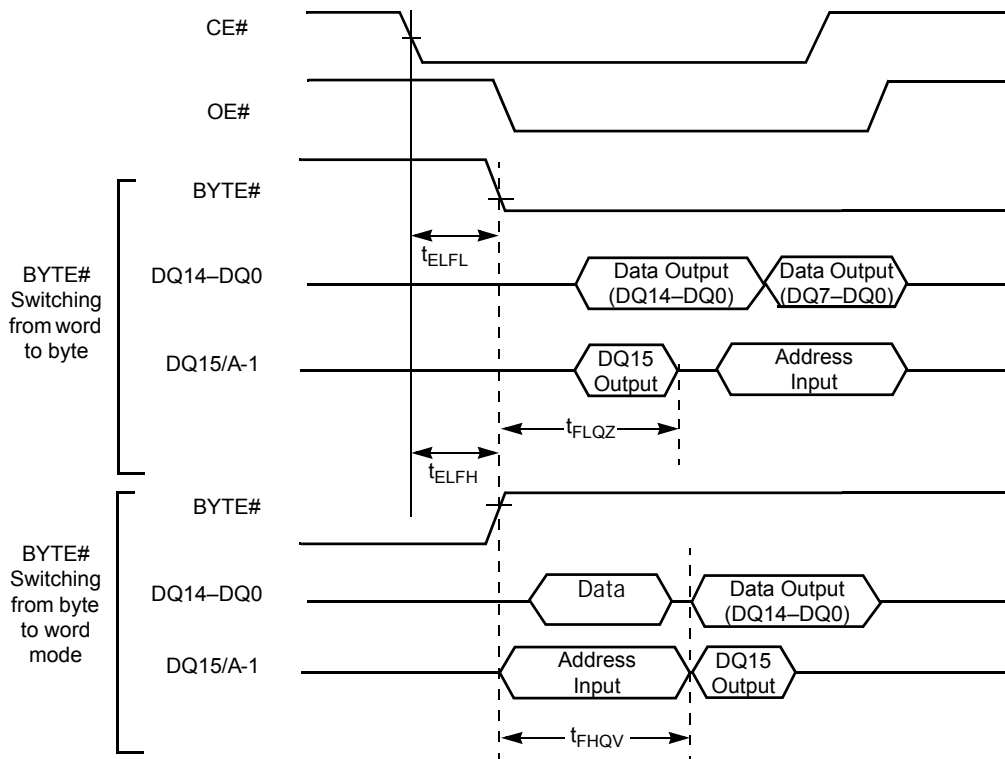 CE#
OE#
BYTE#
tELFL
BYTE#
Switching
from word
to byte
DQ14–DQ0
Data Output
(DQ14–DQ0)
Data Output
(DQ7–DQ0)
DQ15/A-1
DQ15
Output
Address
Input
tFLQZ
tELFH
BYTE#
BYTE#
Switching
from byte
to word
mode
DQ14–DQ0
Data
Data Output
(DQ14–DQ0)
DQ15/A-1
Address
Input
DQ15
Output
tFHQV